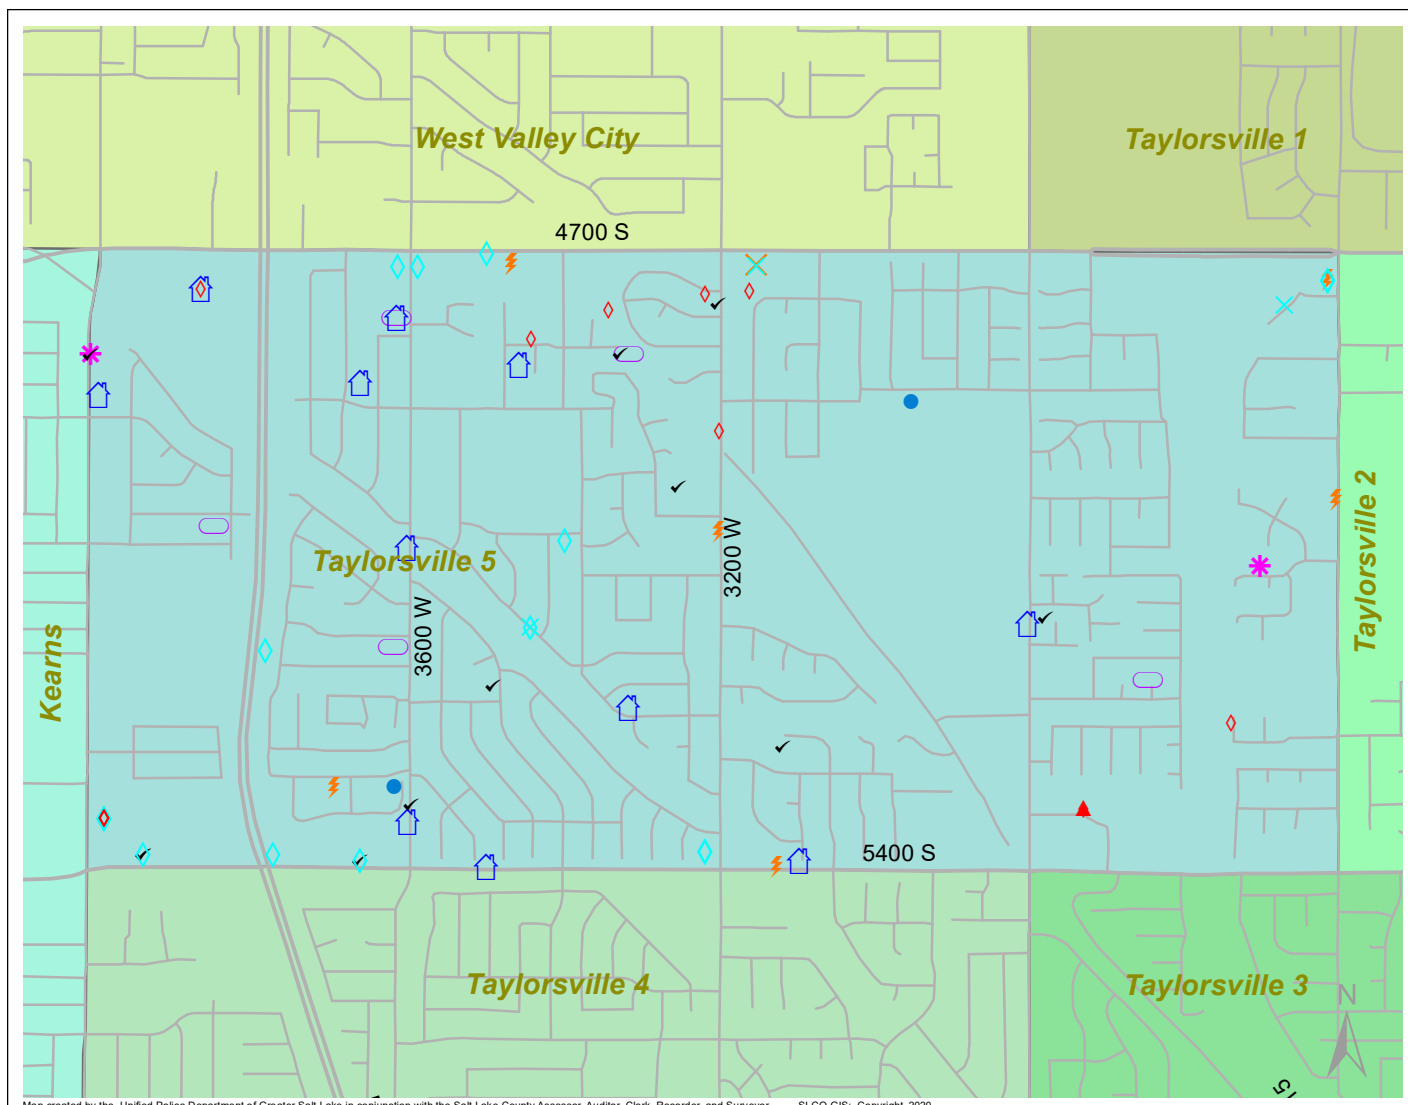 West Valley City
Taylorsville 1
4700 S
Taylorsville 2
3200 W
Taylorsville 5
3600 W
Kearns
5400 S
Taylorsville 4
Taylorsville 3
N
15
Map created by the Unified Police Department of Greater Salt Lake in conjunction with the Salt Lake County Assessor, Auditor, Clerk, Recorder, and Surveyor. SLCO GIS: Copyright 2020